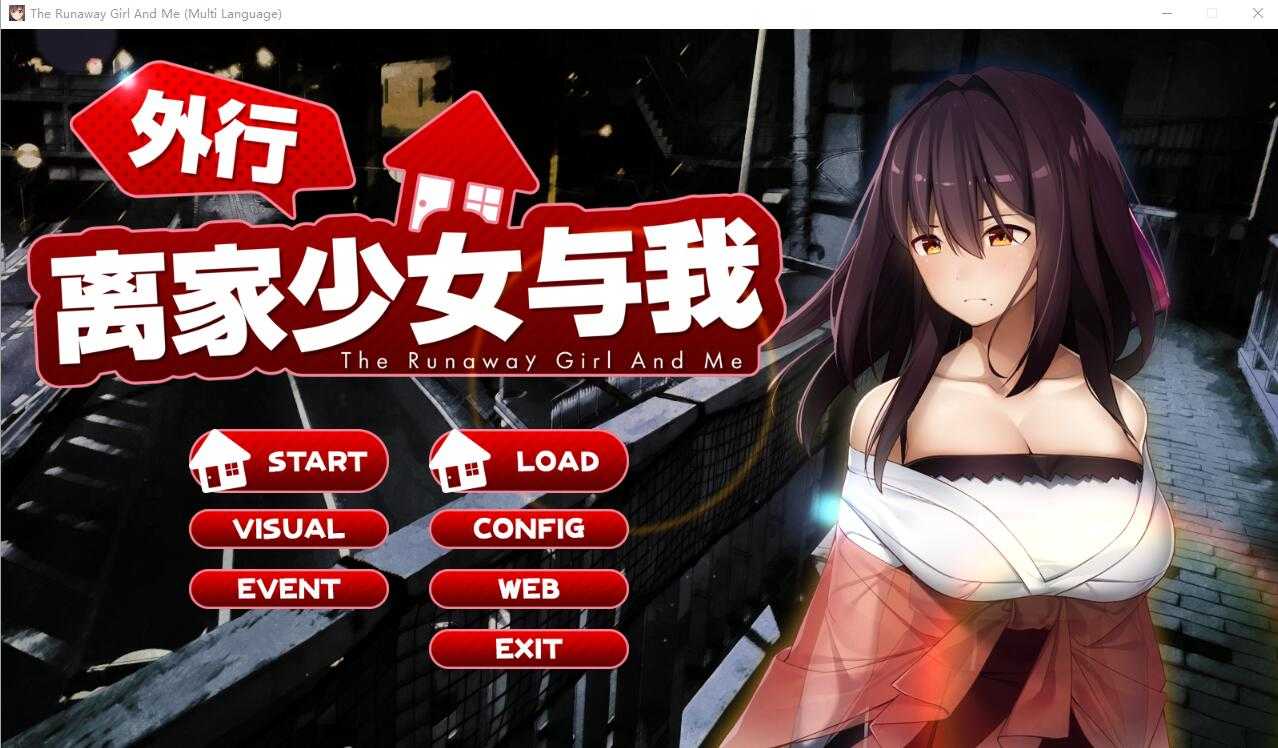 The Runaway Girl And Me (Multi Language)
外行
离家少女与我
The Runaway Girl And Me
START
LOAD
VISUAL
CONFIG
EVENT
WEB
EXIT